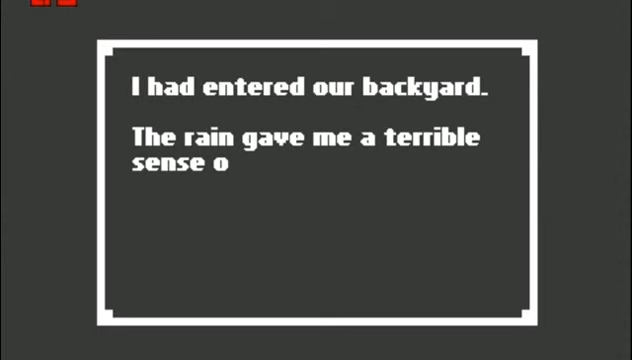 I had entered our backyard.
The rain gave me a terrible
sense o